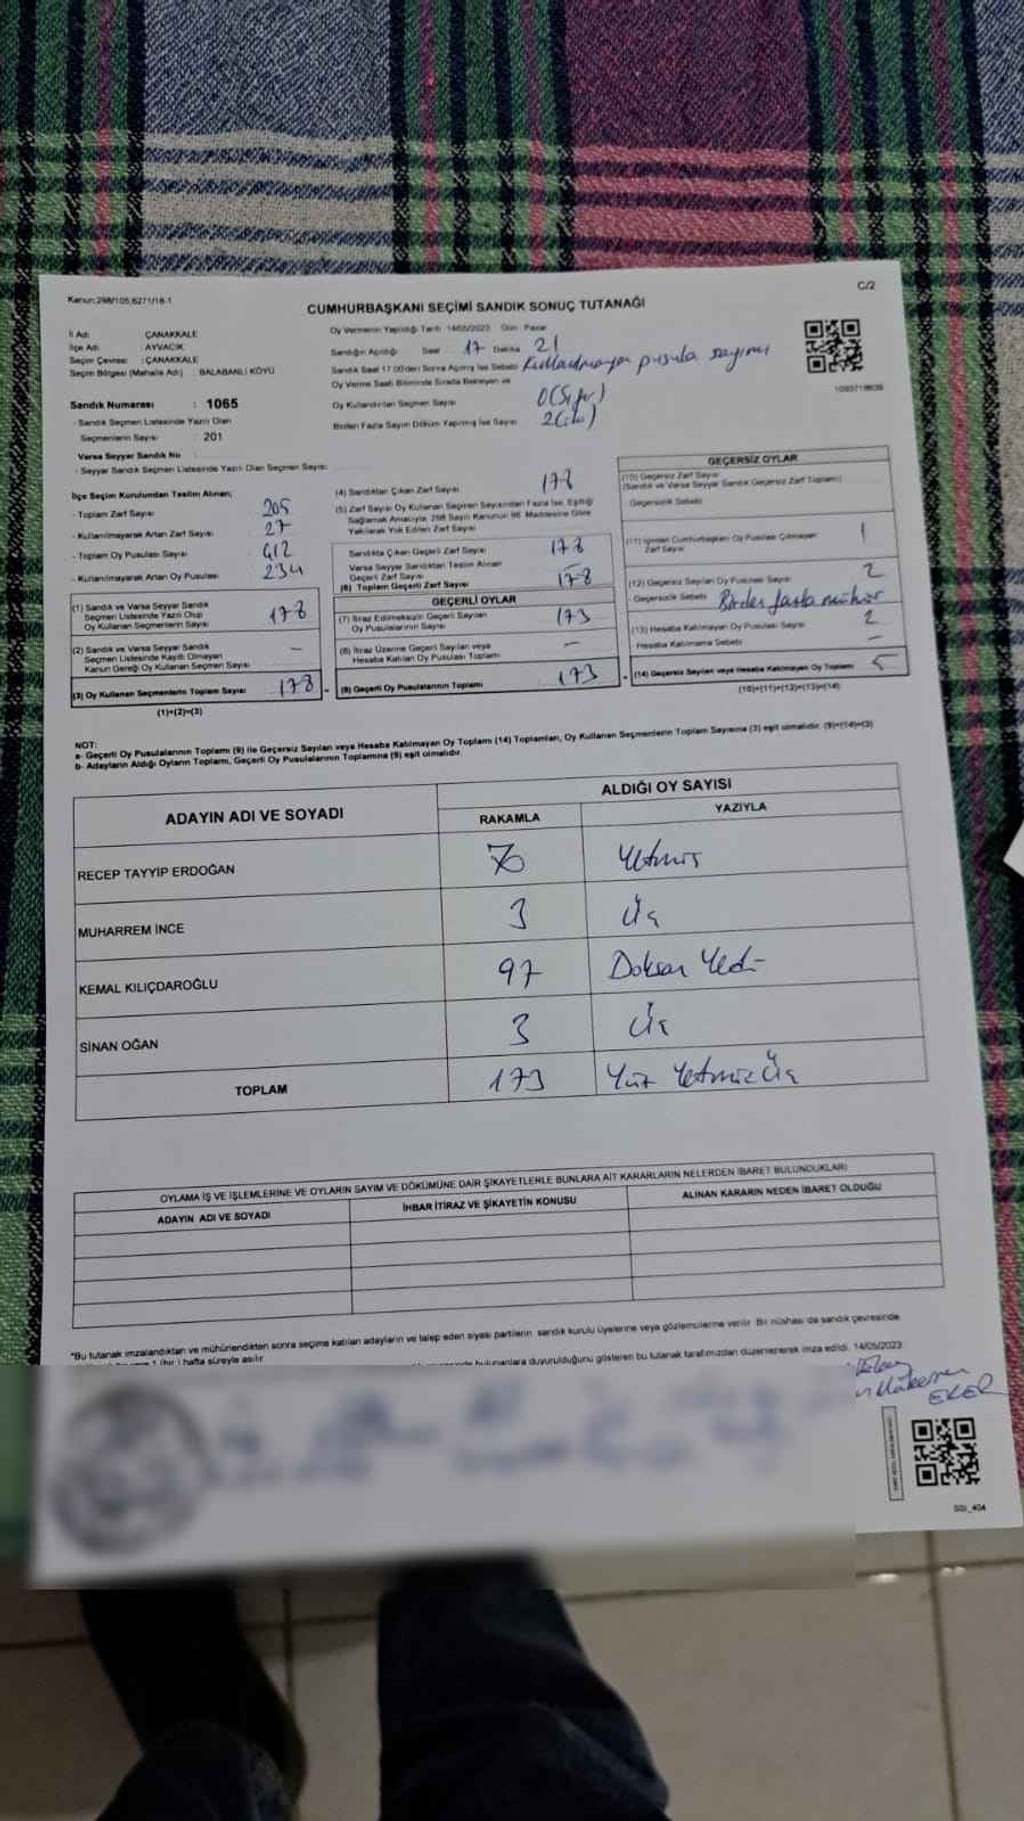 Kanun:298/105;6271/18-1
C/2
CUMHURBAŞKANI SEÇİMİ SANDIK SONUÇ TUTANAĞI
İl Adı: ÇANAKKALE
İlçe Adı: AYVACIK
Seçim Çevresi: ÇANAKKALE
Seçim Bölgesi (Mahalle Adı): BALABANLI KÖYÜ
Oy Vermenin Yapıldığı Tarih: 14/05/2023 Gün: Pazar
Sandığın Açıldığı Saat 17 Dakika 21
Sandık Saat 17.00'den Sonra Açılmış İse Sebebi Kullanılmayan pusula sayımı
Oy Verme Saati Bitiminde Sırada Bekleyen ve
Oy Kullandırılan Seçmen Sayısı 0(Sıfır)
Birden Fazla Sayım Döküm Yapılmış İse Sayısı 2(iki)
Sandık Numarası : 1065
- Sandık Seçmen Listesinde Yazılı Olan
Seçmenlerin Sayısı 201
Varsa Seyyar Sandık No
- Seyyar Sandık Seçmen Listesinde Yazılı Olan Seçmen Sayısı:
İlçe Seçim Kurulundan Teslim Alınan;
- Toplam Zarf Sayısı 205
- Kullanılmayarak Artan Zarf Sayısı 27
- Toplam Oy Pusulası Sayısı 412
- Kullanılmayarak Artan Oy Pusulası 234
(1) Sandık ve Varsa Seyyar Sandık
Seçmen Listesinde Yazılı Olup
Oy Kullanan Seçmenlerin Sayısı 178
(2) Sandık ve Varsa Seyyar Sandık
Seçmen Listesinde Kayıtlı Olmayan
Kanun Gereği Oy Kullanan Seçmen Sayısı -
(3) Oy Kullanan Seçmenlerin Toplam Sayısı 178
(1)+(2)=(3)
(4) Sandıktan Çıkan Zarf Sayısı 178
(5) Zarf Sayısı Oy Kullanan Seçmen Sayısından Fazla İse, Eşitliği
Sağlamak Amacıyla, 298 Sayılı Kanunun 98. Maddesine Göre
Yakılarak Yok Edilen Zarf Sayısı
Sandıkta Çıkan Geçerli Zarf Sayısı 178
Varsa Seyyar Sandıktan Teslim Alınan
Geçerli Zarf Sayısı
(6) Toplam Geçerli Zarf Sayısı 178
GEÇERLİ OYLAR
(7) İtiraz Edilmeksizin Geçerli Sayılan
Oy Pusulalarının Sayısı 173
(8) İtiraz Üzerine Geçerli Sayılan veya
Hesaba Katılan Oy Pusulası Toplamı -
(9) Geçerli Oy Pusulalarının Toplamı 173
GEÇERSİZ OYLAR
(10) Geçersiz Zarf Sayısı
(Sandık ve Varsa Seyyar Sandık Geçersiz Zarf Toplamı)
Geçersizlik Sebebi
(11) İçinden Cumhurbaşkanı Oy Pusulası Çıkmayan
Zarf Sayısı 1
(12) Geçersiz Sayılan Oy Pusulası Sayısı 2
Geçersizlik Sebebi Birden fazla mühür
(13) Hesaba Katılmayan Oy Pusulası Sayısı 2
Hesaba Katılmama Sebebi -
(14) Geçersiz Sayılan veya Hesaba Katılmayan Oy Toplamı 5
(10)+(11)+(12)+(13)=(14)
NOT:
a- Geçerli Oy Pusulalarının Toplamı (9) ile Geçersiz Sayılan veya Hesaba Katılmayan Oy Toplamı (14) Toplamları, Oy Kullanan Seçmenlerin Toplam Sayısına (3) eşit olmalıdır. (9)+(14)=(3)
b- Adayların Aldığı Oyların Toplamı, Geçerli Oy Pusulalarının Toplamına (9) eşit olmalıdır.
ADAYIN ADI VE SOYADI
ALDIĞI OY SAYISI
RAKAMLA YAZIYLA
RECEP TAYYİP ERDOĞAN 70 Yetmiş
MUHARREM İNCE 3 Üç
KEMAL KILIÇDAROĞLU 97 Doksan Yedi
SİNAN OĞAN 3 Üç
TOPLAM 173 Yüz Yetmiş Üç
OYLAMA İŞ VE İŞLEMLERİNE VE OYLARIN SAYIM VE DÖKÜMÜNE DAİR ŞİKAYETLERLE BUNLARA AİT KARARLARIN NELERDEN İBARET BULUNDUKLARI
ADAYIN ADI VE SOYADI İHBAR İTİRAZ VE ŞİKAYETİN KONUSU ALINAN KARARIN NEDEN İBARET OLDUĞU
"Bu tutanak imzalandıktan ve mühürlendikten sonra seçime katılan adayların ve talep eden siyasi partilerin sandık kurulu üyelerine veya gözlemcilerine verilir. Bir nüshası da sandık çevresinde
1 (bir) hafta süreyle asılır.
bulunanlara duyurulduğunu gösteren bu tutanak tarafımızdan düzenlenerek imza edildi. 14/05/2023
EKER